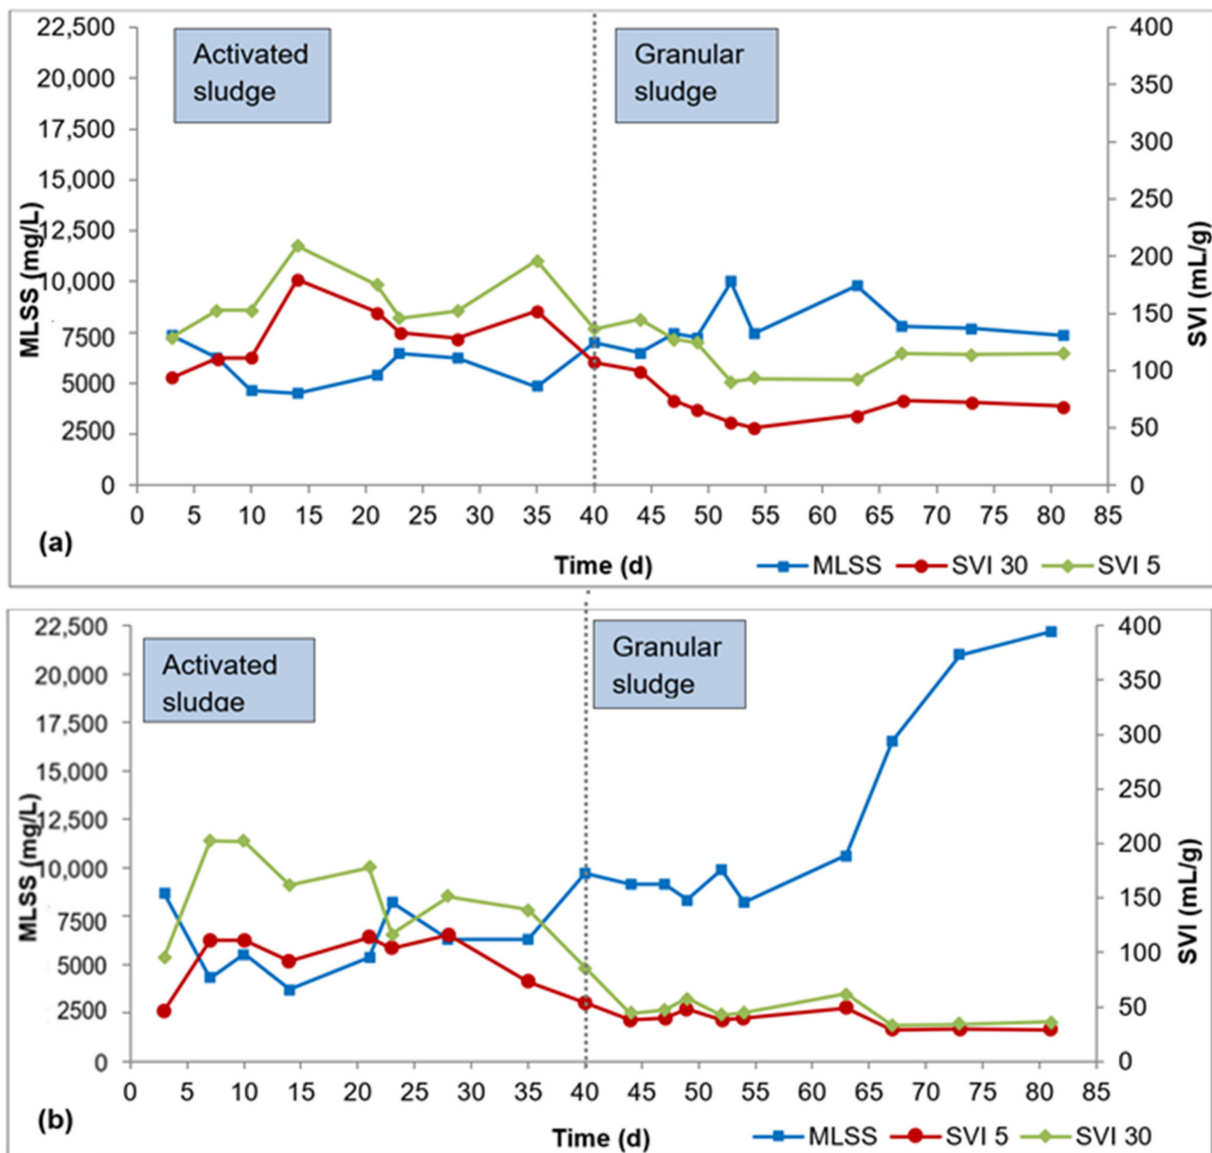 22,500
20,000
17,500
15,000
12,500
10,000
7500
5000
2500
0
MLSS (mg/L)
Activated
sludge
Granular
sludge
400
350
300
250
200
150
100
50
0
SVI (mL/g)
0 5 10 15 20 25 30 35 40 45 50 55 60 65 70 75 80 85
(a)
Time (d)
MLSS SVI 30 SVI 5
22,500
20,000
17,500
15,000
12,500
10,000
7500
5000
2500
0
MLSS (mg/L)
Activated
sludge
Granular
sludge
400
350
300
250
200
150
100
50
0
SVI (mL/g)
0 5 10 15 20 25 30 35 40 45 50 55 60 65 70 75 80 85
(b)
Time (d)
MLSS SVI 5 SVI 30